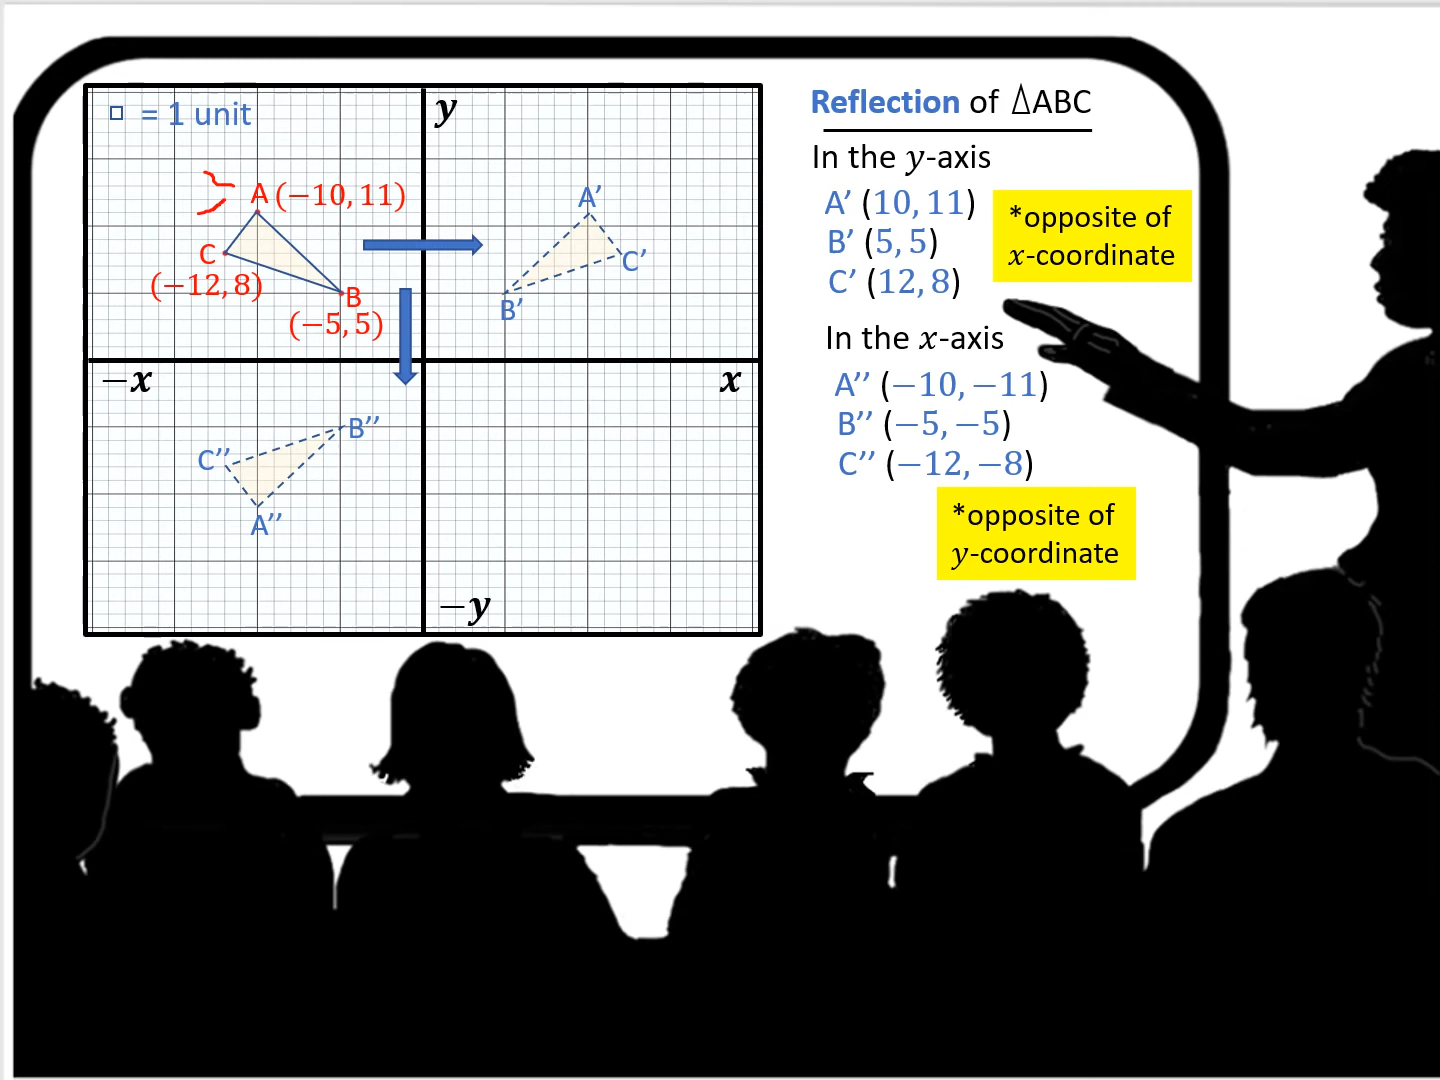 □ = 1 unit
y
A (−10, 11)
C
(−12, 8)
B
(−5, 5)
A’
C’
B’
−x
x
B’’
C’’
A’’
−y
Reflection of △ABC
In the y-axis
A’ (10, 11)
B’ (5, 5)
C’ (12, 8)
*opposite of
x-coordinate
In the x-axis
A’’ (−10, −11)
B’’ (−5, −5)
C’’ (−12, −8)
*opposite of
y-coordinate